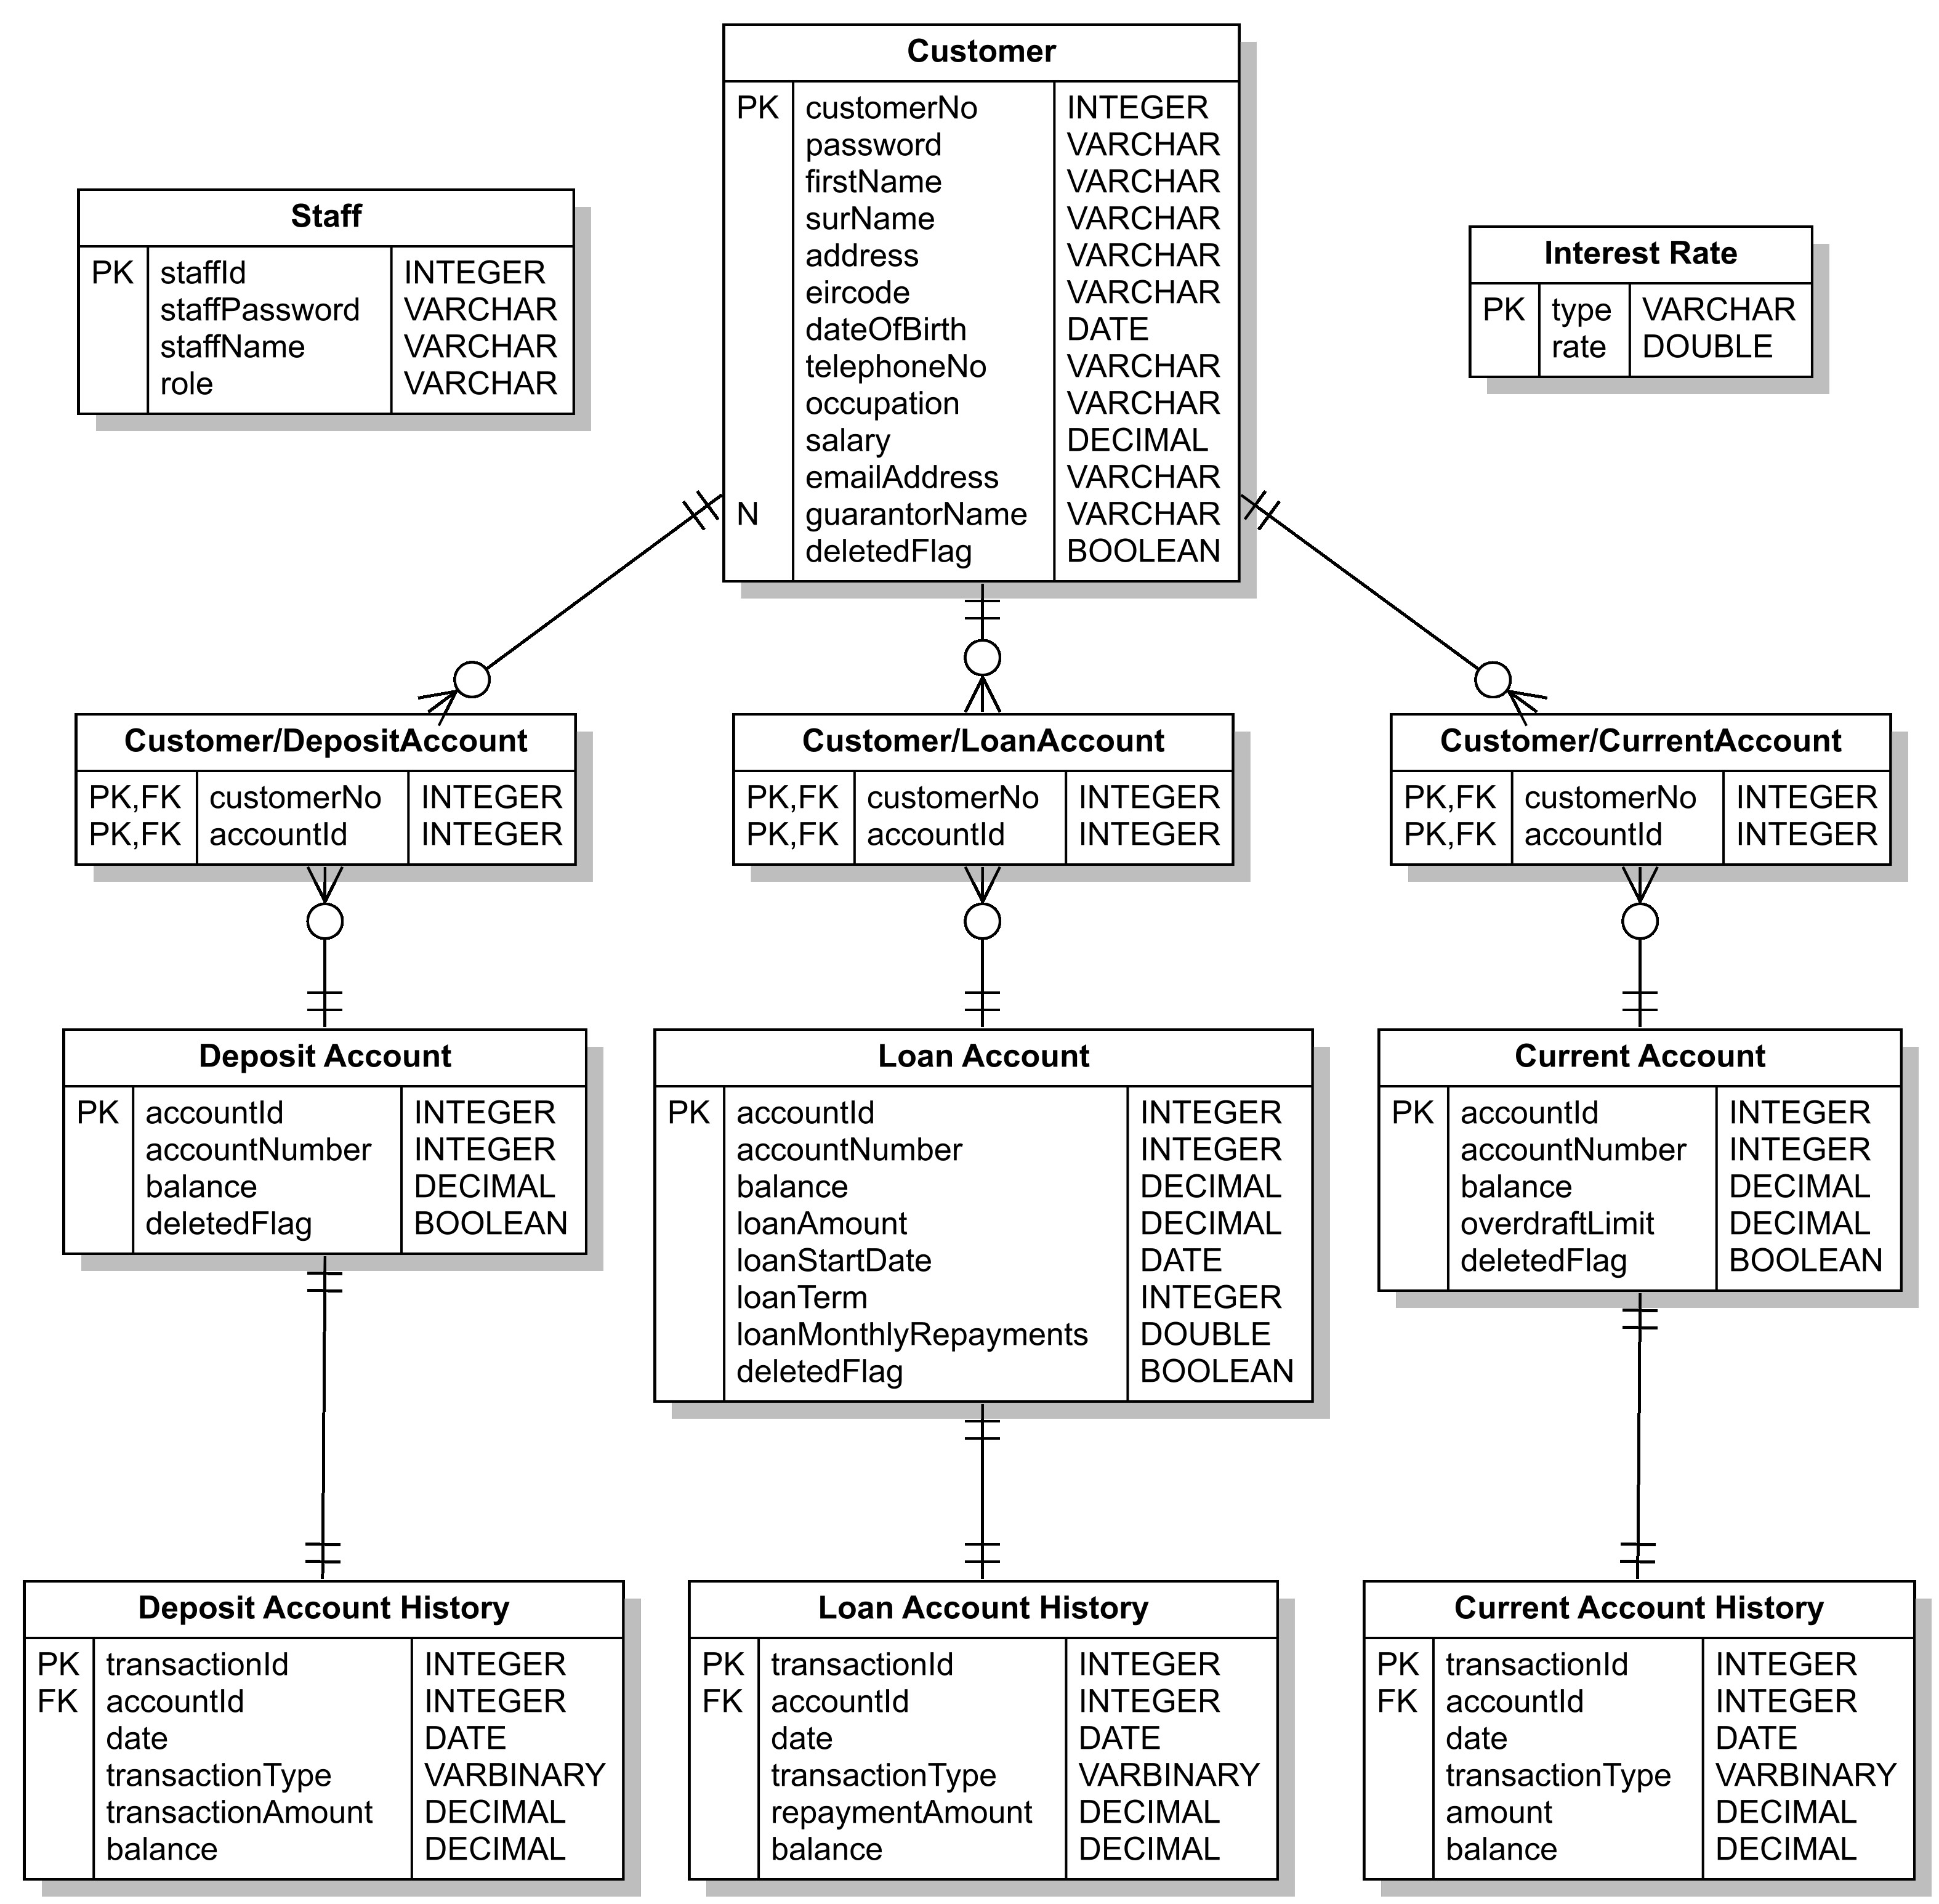 Customer
PK customerNo INTEGER
password VARCHAR
firstName VARCHAR
surName VARCHAR
address VARCHAR
eircode VARCHAR
dateOfBirth DATE
telephoneNo VARCHAR
occupation VARCHAR
salary DECIMAL
emailAddress VARCHAR
N guarantorName VARCHAR
deletedFlag BOOLEAN
Staff
PK staffId INTEGER
staffPassword VARCHAR
staffName VARCHAR
role VARCHAR
Interest Rate
PK type VARCHAR
rate DOUBLE
Customer/DepositAccount
PK,FK customerNo INTEGER
PK,FK accountId INTEGER
Customer/LoanAccount
PK,FK customerNo INTEGER
PK,FK accountId INTEGER
Customer/CurrentAccount
PK,FK customerNo INTEGER
PK,FK accountId INTEGER
Deposit Account
PK accountId INTEGER
accountNumber INTEGER
balance DECIMAL
deletedFlag BOOLEAN
Loan Account
PK accountId INTEGER
accountNumber INTEGER
balance DECIMAL
loanAmount DECIMAL
loanStartDate DATE
loanTerm INTEGER
loanMonthlyRepayments DOUBLE
deletedFlag BOOLEAN
Current Account
PK accountId INTEGER
accountNumber INTEGER
balance DECIMAL
overdraftLimit DECIMAL
deletedFlag BOOLEAN
Deposit Account History
PK transactionId INTEGER
FK accountId INTEGER
date DATE
transactionType VARBINARY
transactionAmount DECIMAL
balance DECIMAL
Loan Account History
PK transactionId INTEGER
FK accountId INTEGER
date DATE
transactionType VARBINARY
repaymentAmount DECIMAL
balance DECIMAL
Current Account History
PK transactionId INTEGER
FK accountId INTEGER
date DATE
transactionType VARBINARY
amount DECIMAL
balance DECIMAL